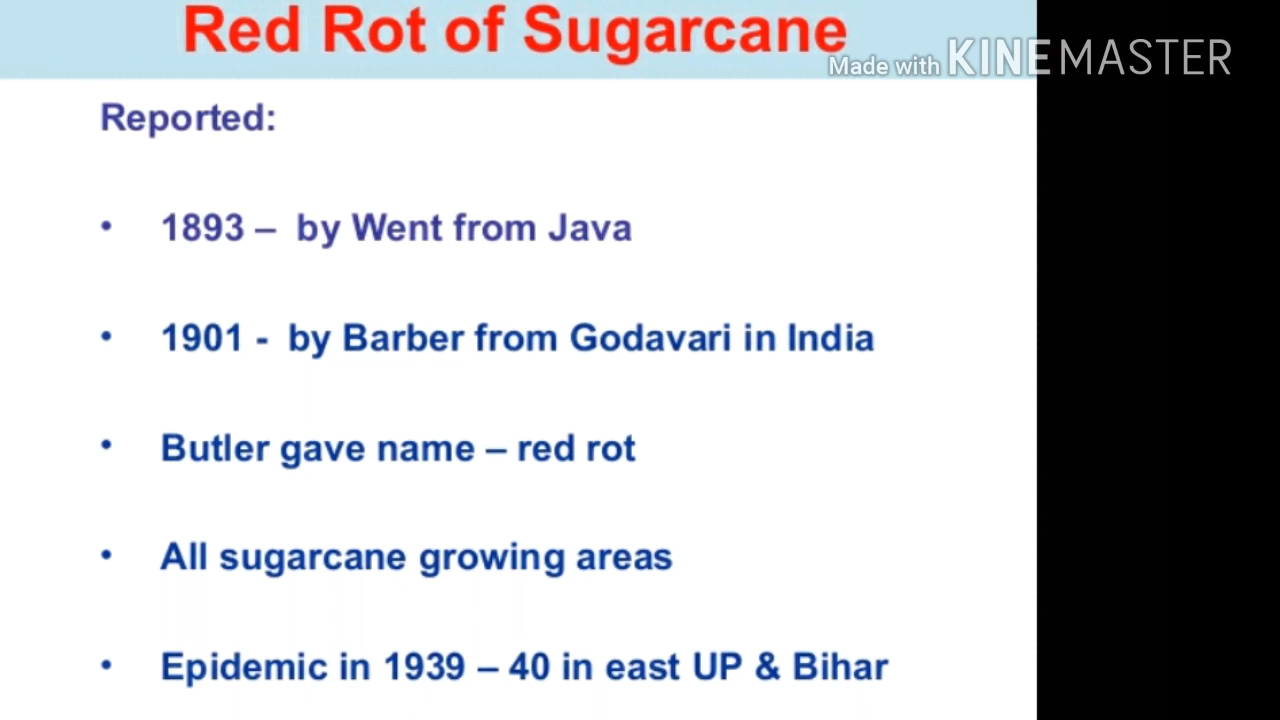 Red Rot of Sugarcane
Made with KINEMASTER
Reported:
• 1893 – by Went from Java
• 1901 - by Barber from Godavari in India
• Butler gave name – red rot
• All sugarcane growing areas
• Epidemic in 1939 – 40 in east UP & Bihar